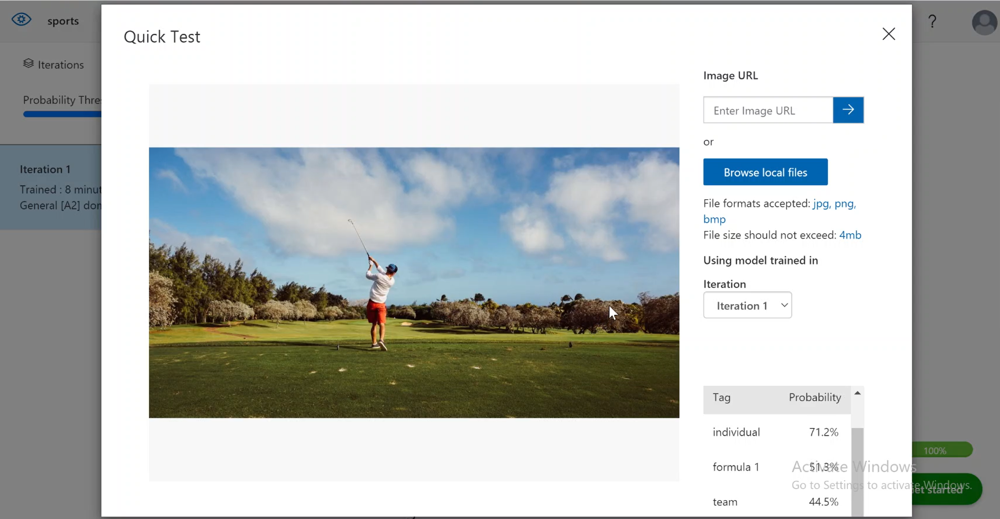 sports
?
Iterations
Probability Thres
Iteration 1
Trained : 8 minut
General [A2] dom
Quick Test
Image URL
Enter Image URL
or
Browse local files
File formats accepted: jpg, png,
bmp
File size should not exceed: 4mb
Using model trained in
Iteration
Iteration 1
Tag Probability
individual 71.2%
formula 1 51.3%
team 44.5%
100%
Activate Windows
Go to Settings to activate Windows.
et started